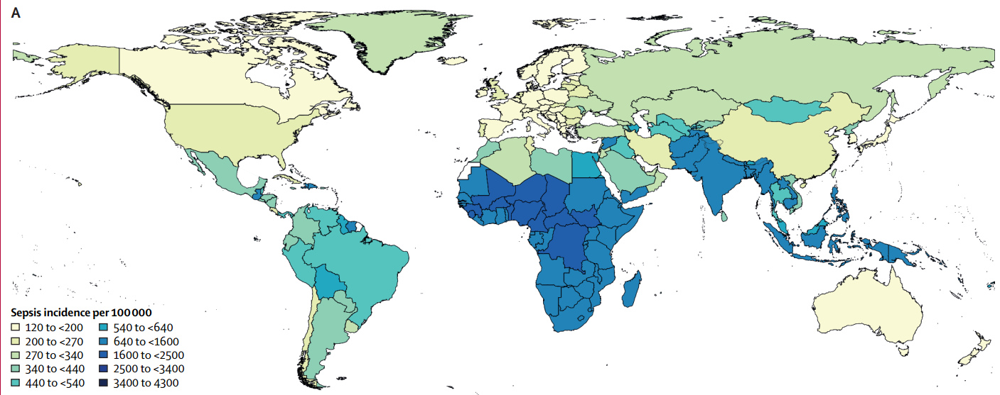 A
Sepsis incidence per 100 000
120 to <200
200 to <270
270 to <340
340 to <440
440 to <540
540 to <640
640 to <1600
1600 to <2500
2500 to <3400
3400 to 4300